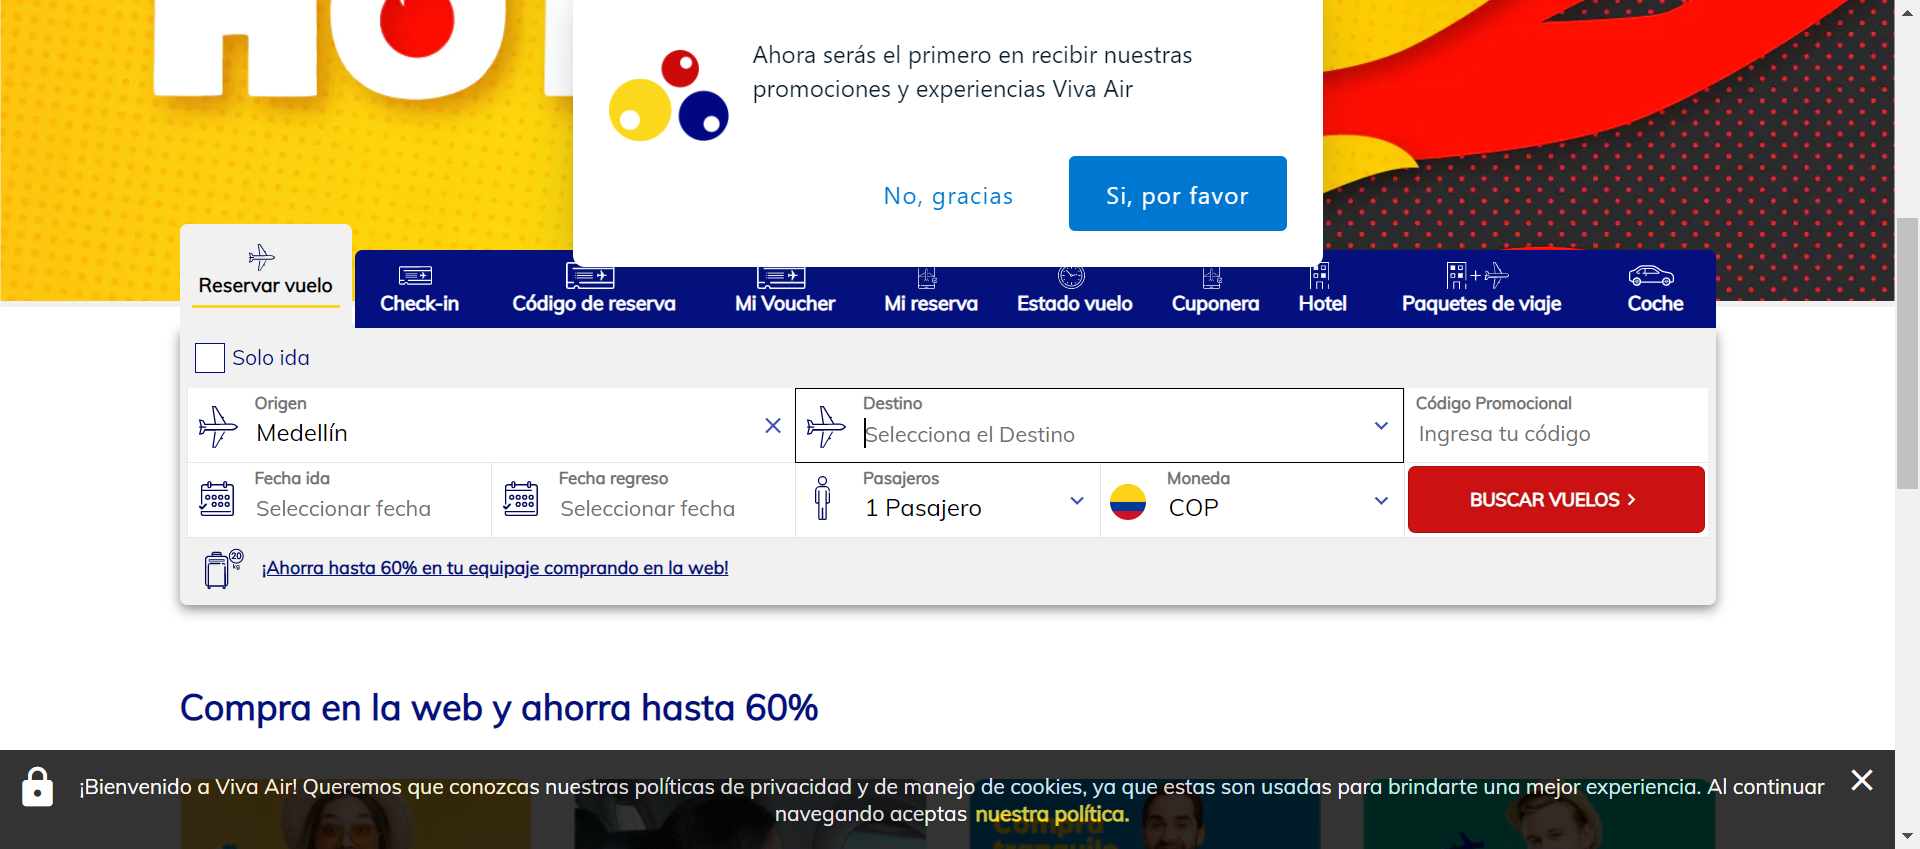 HO
Ahora serás el primero en recibir nuestras
promociones y experiencias Viva Air
No, gracias
Si, por favor
Reservar vuelo
Check-in
Código de reserva
Mi Voucher
Mi reserva
Estado vuelo
Cuponera
Hotel
Paquetes de viaje
Coche
Solo ida
Origen
Medellín
Destino
Selecciona el Destino
Código Promocional
Ingresa tu código
Fecha ida
Seleccionar fecha
Fecha regreso
Seleccionar fecha
Pasajeros
1 Pasajero
Moneda
COP
BUSCAR VUELOS >
20
kg
¡Ahorra hasta 60% en tu equipaje comprando en la web!
Compra en la web y ahorra hasta 60%
¡Bienvenido a Viva Air! Queremos que conozcas nuestras políticas de privacidad y de manejo de cookies, ya que estas son usadas para brindarte una mejor experiencia. Al continuar
navegando aceptas nuestra política.
Compra
tranquilo